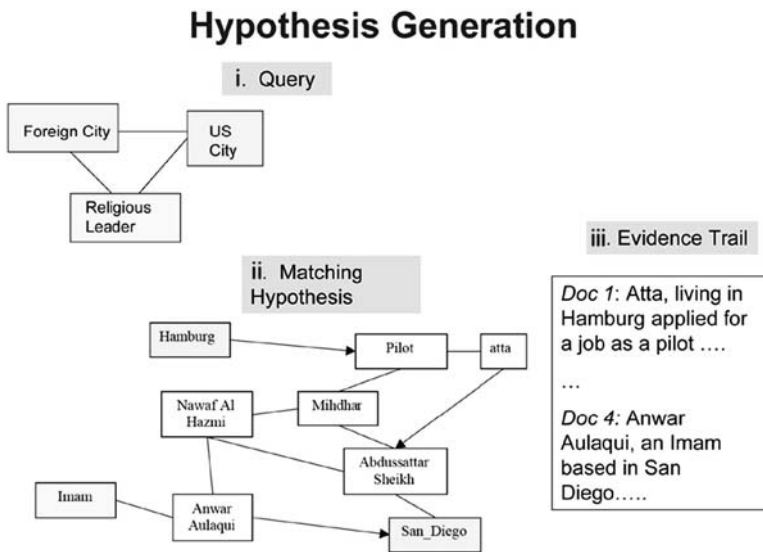 Hypothesis Generation
i. Query
Foreign City
US
City
Religious
Leader
iii. Evidence Trail
ii. Matching
Hypothesis
Doc 1: Atta, living in
Hamburg applied for
a job as a pilot ….
…
Doc 4: Anwar
Aulaqui, an Imam
based in San
Diego…..
Hamburg
Pilot
atta
Nawaf Al
Hazmi
Mihdhar
Abdussattar
Sheikh
Imam
Anwar
Aulaqui
San_Diego